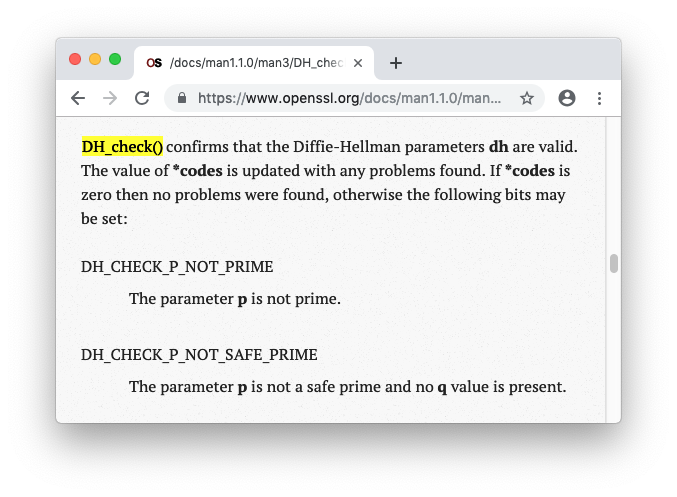 OS /docs/man1.1.0/man3/DH_chec
https://www.openssl.org/docs/man1.1.0/man...
DH_check() confirms that the Diffie-Hellman parameters dh are valid.
The value of *codes is updated with any problems found. If *codes is
zero then no problems were found, otherwise the following bits may
be set:
DH_CHECK_P_NOT_PRIME
The parameter p is not prime.
DH_CHECK_P_NOT_SAFE_PRIME
The parameter p is not a safe prime and no q value is present.